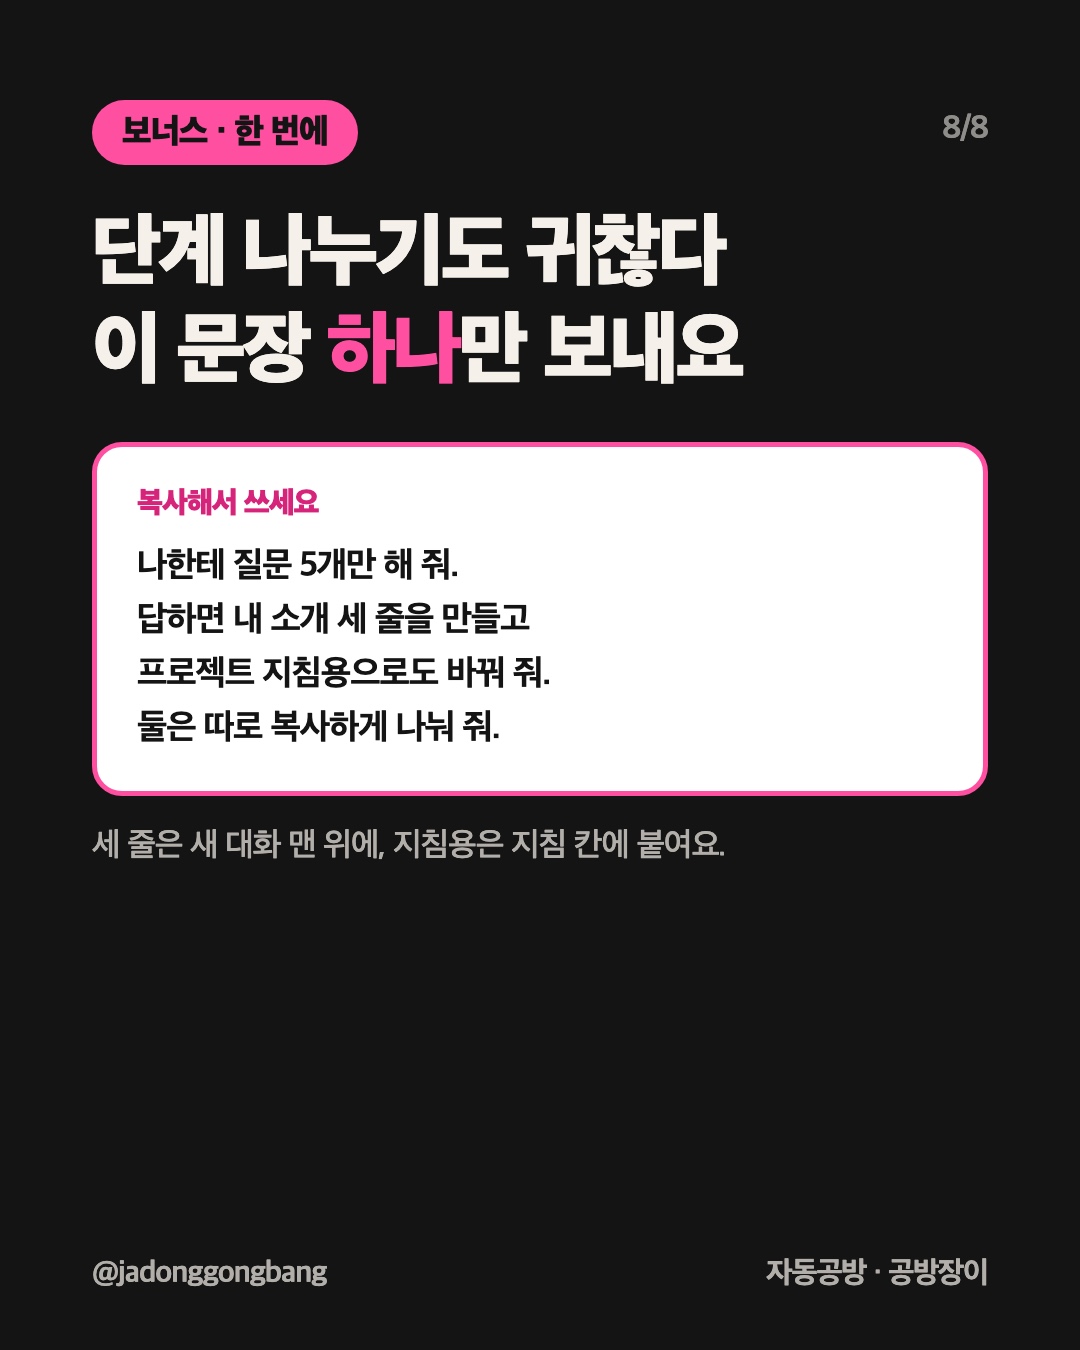 보너스 · 한 번에
8/8
단계 나누기도 귀찮다
이 문장 하나만 보내요
복사해서 쓰세요
나한테 질문 5개만 해 줘.
답하면 내 소개 세 줄을 만들고
프로젝트 지침용으로도 바꿔 줘.
둘은 따로 복사하게 나눠 줘.
세 줄은 새 대화 맨 위에, 지침용은 지침 칸에 붙여요.
@jadonggongbang
자동공방 · 공방장이